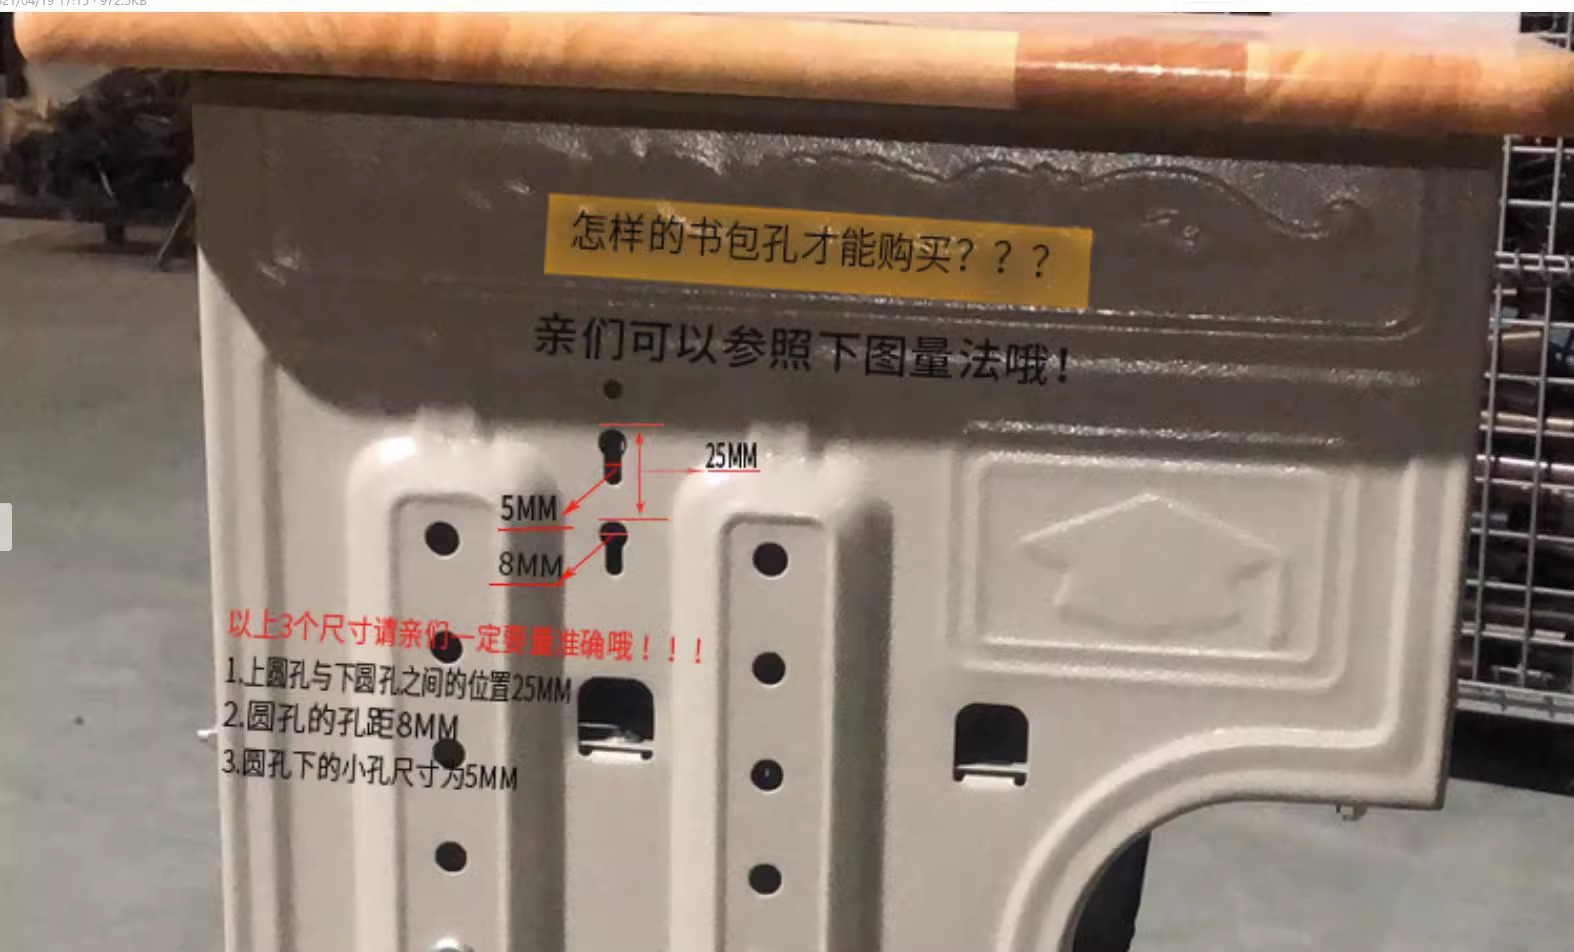 怎样的书包孔才能购买？？？
亲们可以参照下图量法哦！
25MM
5MM
8MM
以上3个尺寸请亲们一定要量准确哦！！！
1.上圆孔与下圆孔之间的位置25MM
2.圆孔的孔距8MM
3.圆孔下的小孔尺寸为5MM